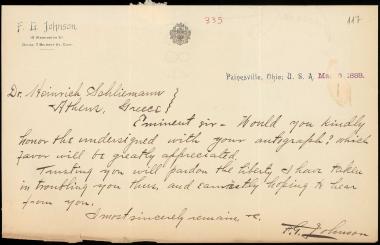 F. G. Johnson,
335
117
Painesville, Ohio, U. S. A. 1888.
Dr. Heinrich Schliemann }
Athens, Greece }
Eminent sir - Would you kindly
honor the undersigned with your autograph? which
favor will be greatly appreciated.
Trusting you will pardon the liberty I have taken
in troubling you thus, and earnestly hoping to hear
from you.
I most sincerely remain &c.
Johnson